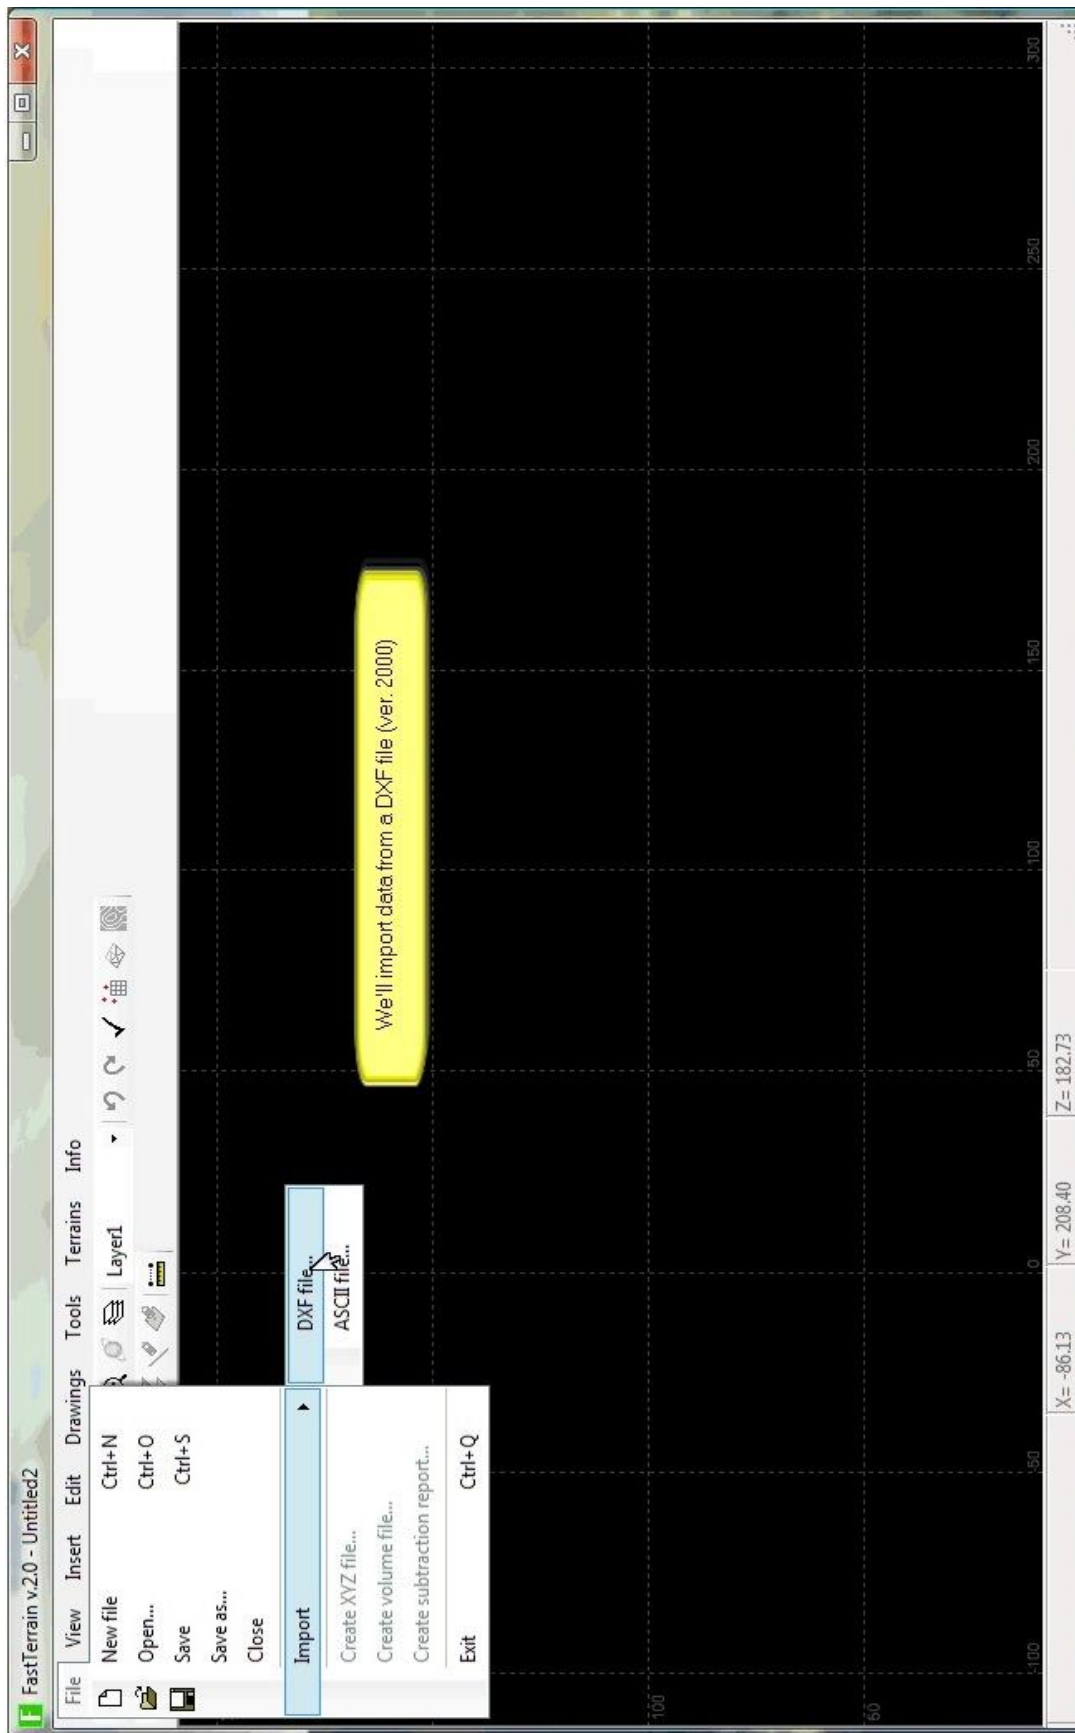 FastTerrain v.2.0 - Untitled2
File View Insert Edit Drawings Tools Terrains Info
Layer1
New file Ctrl+N
Open... Ctrl+O
Save Ctrl+S
Save as...
Close
Import
DXF file...
ASCII file...
Create XYZ file...
Create volume file...
Create subtraction report...
Exit Ctrl+Q
We'll import data from a DXF file (ver. 2000)
100
50
-100 -50 0 50 100 150 200 250 300
X= -86.13 Y= 208.40 Z= 182.73